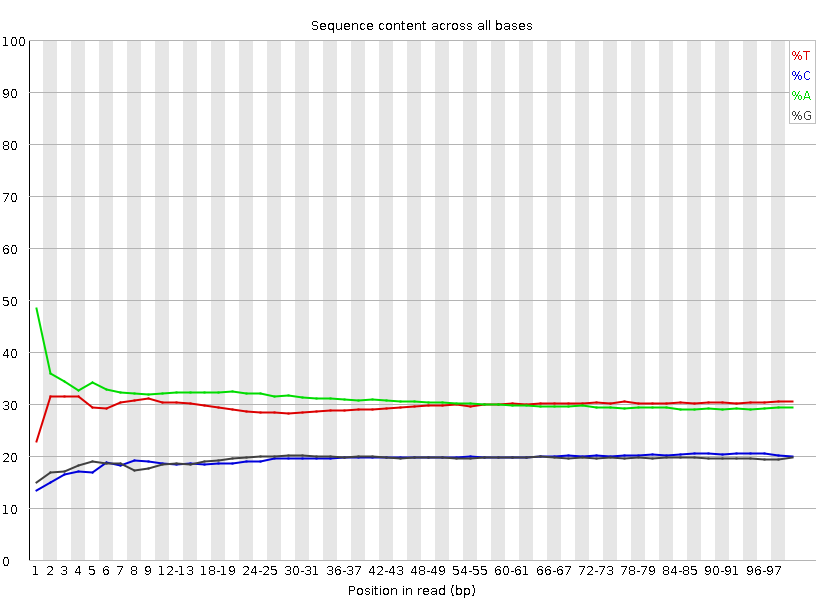 Sequence content across all bases
100
90
80
70
60
50
40
30
20
10
0
%T
%C
%A
%G
1 2 3 4 5 6 7 8 9 12-13 18-19 24-25 30-31 36-37 42-43 48-49 54-55 60-61 66-67 72-73 78-79 84-85 90-91 96-97
Position in read (bp)